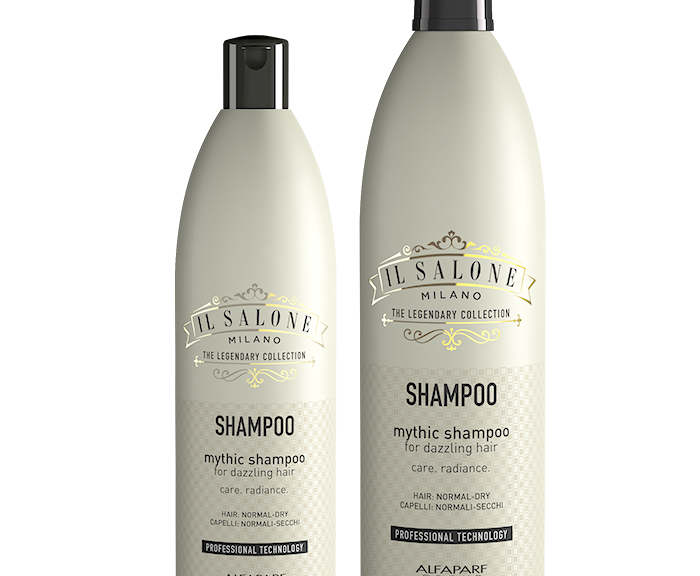 IL SALONE
MILANO
THE LEGENDARY COLLECTION
SHAMPOO
mythic shampoo
for dazzling hair
care. radiance.
HAIR: NORMAL-DRY
CAPELLI: NORMALI-SECCHI
PROFESSIONAL TECHNOLOGY
ALFAPARF
IL SALONE
MILANO
THE LEGENDARY COLLECTION
SHAMPOO
mythic shampoo
for dazzling hair
care. radiance.
HAIR: NORMAL-DRY
CAPELLI: NORMALI-SECCHI
PROFESSIONAL TECHNOLOGY
ALFAPARF